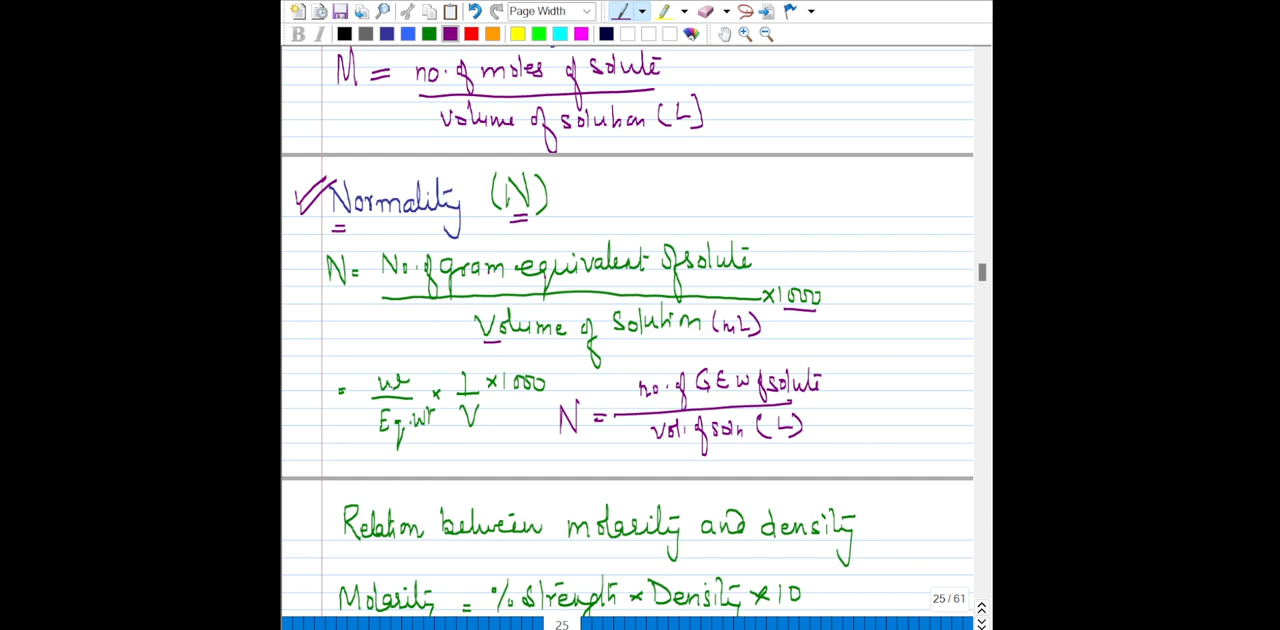 Page Width
B I
M = no. of moles of solute
volume of solution (L)
Normality (N)
N = No. of gram equivalent of solute ×1000
Volume of solution (mL)
= wt/Eq.wt × 1/V ×1000
N = no. of GEW of solute
vol. of soln (L)
Relation between molarity and density
Molarity = % strength × Density × 10
25 / 61
25